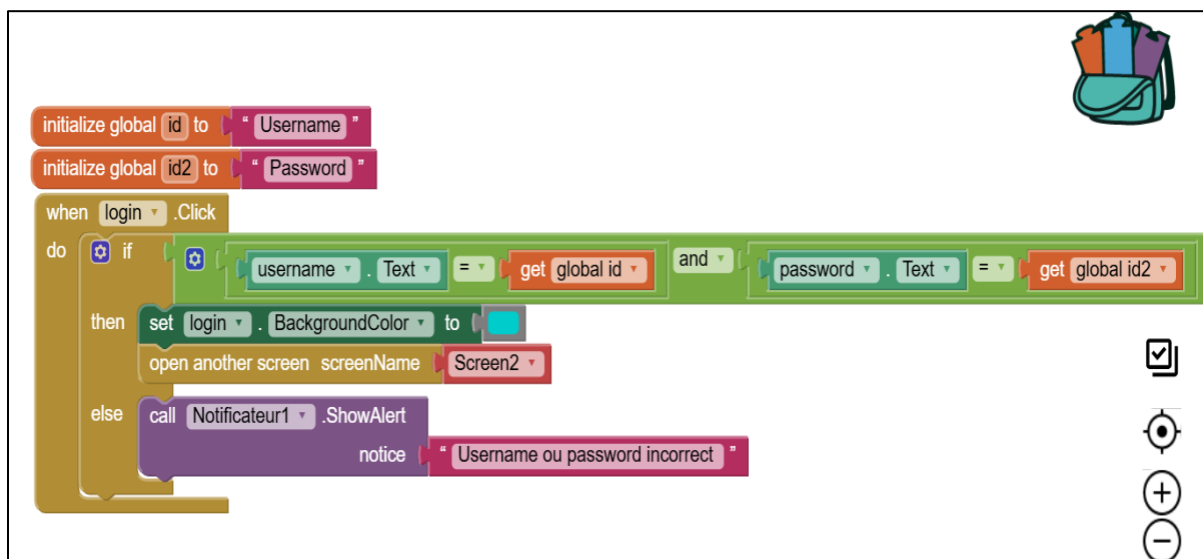 initialize global id to " Username "
initialize global id2 to " Password "
when login .Click
do if username . Text = get global id and password . Text = get global id2
then set login . BackgroundColor to
open another screen screenName Screen2
else call Notificateur1 .ShowAlert
notice " Username ou password incorrect "